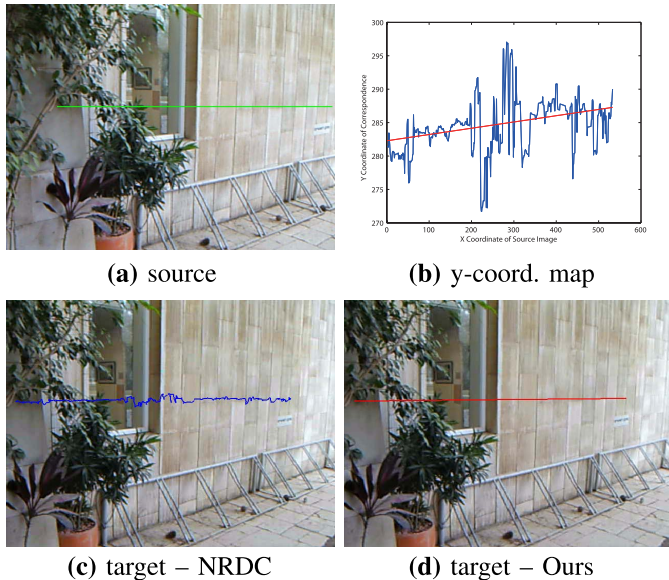 300
295
290
285
280
275
270
Y Coordinate of Correspondence
0 100 200 300 400 500 600
X Coordinate of Source Image
(a) source
(b) y-coord. map
(c) target – NRDC
(d) target – Ours